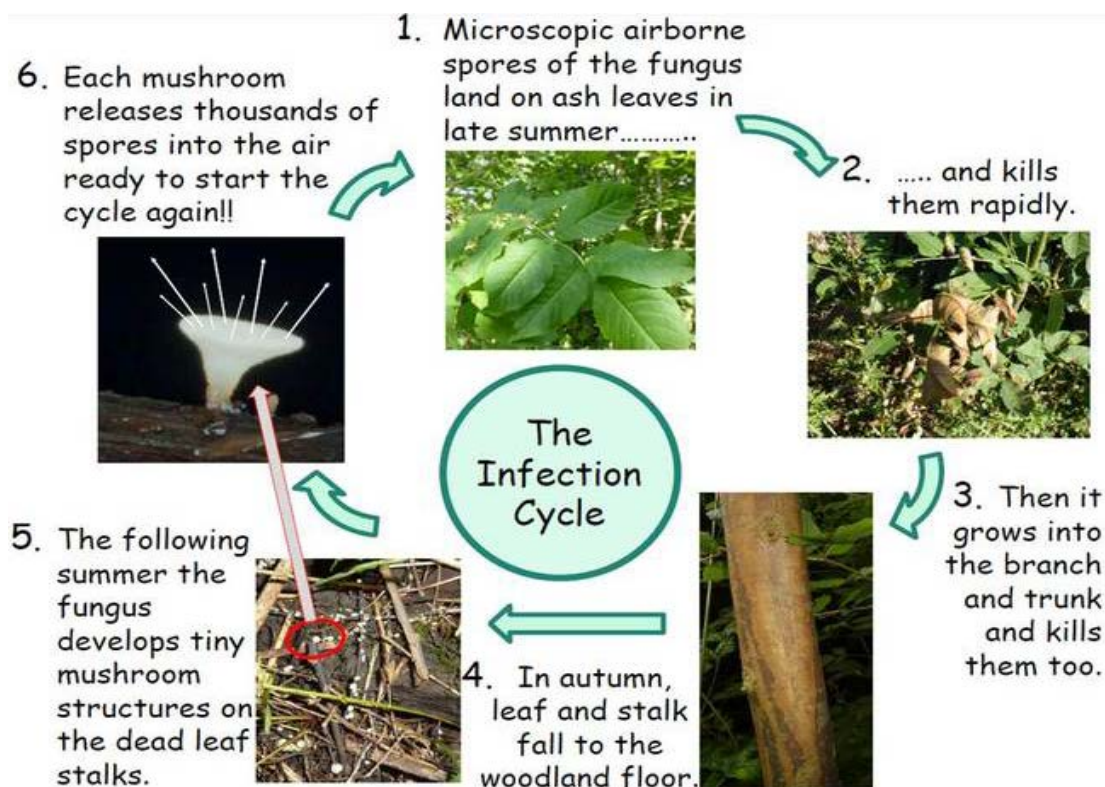 1. Microscopic airborne
spores of the fungus
land on ash leaves in
late summer...........
2. ..... and kills
them rapidly.
3. Then it
grows into
the branch
and trunk
and kills
them too.
4. In autumn,
leaf and stalk
fall to the
woodland floor.
5. The following
summer the
fungus
develops tiny
mushroom
structures on
the dead leaf
stalks.
6. Each mushroom
releases thousands of
spores into the air
ready to start the
cycle again!!
The
Infection
Cycle